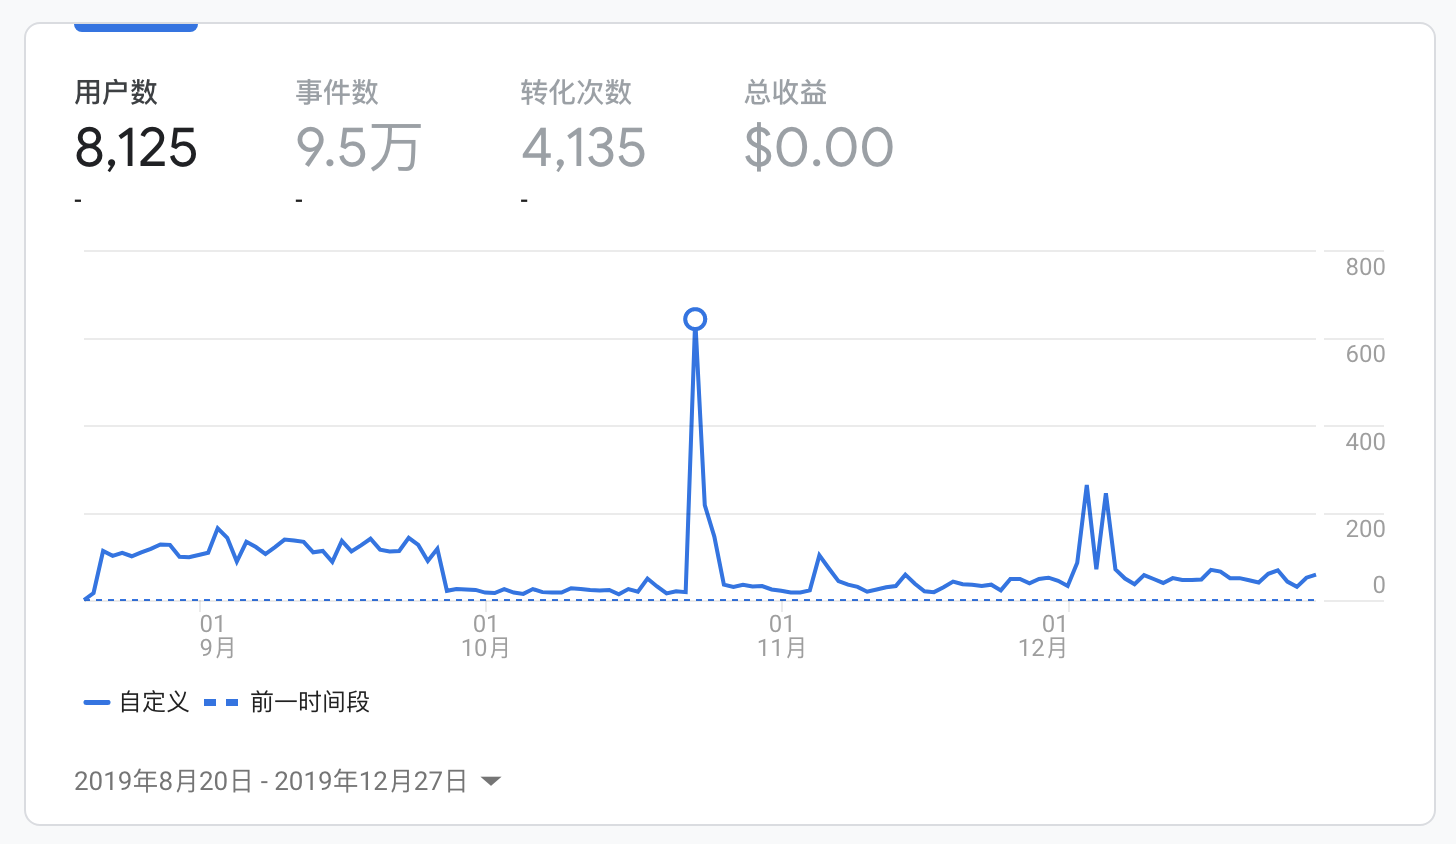 用户数 事件数 转化次数 总收益
8,125 9.5万 4,135 $0.00
- - -
800
600
400
200
0
01 01 01 01
9月 10月 11月 12月
自定义 前一时间段
2019年8月20日 - 2019年12月27日